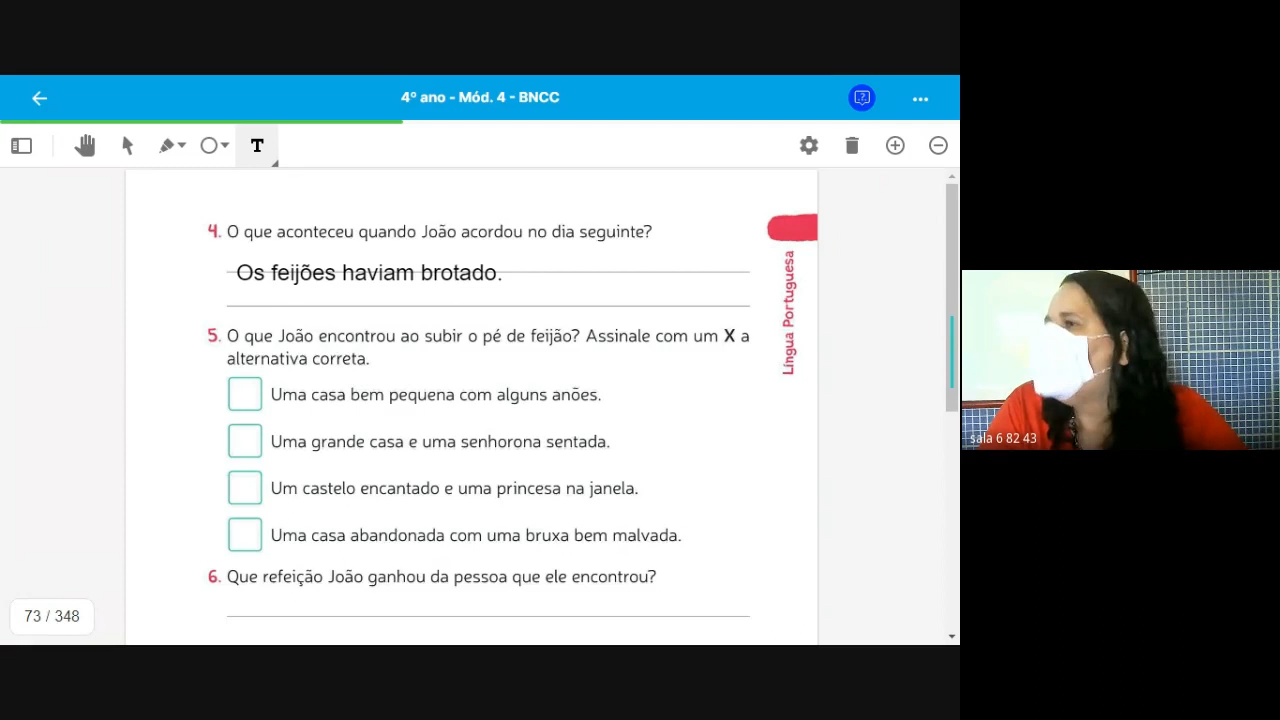 4º ano - Mód. 4 - BNCC
T
4. O que aconteceu quando João acordou no dia seguinte?
Os feijões haviam brotado.
5. O que João encontrou ao subir o pé de feijão? Assinale com um X a
alternativa correta.
Uma casa bem pequena com alguns anões.
Uma grande casa e uma senhorona sentada.
Um castelo encantado e uma princesa na janela.
Uma casa abandonada com uma bruxa bem malvada.
6. Que refeição João ganhou da pessoa que ele encontrou?
Língua Portuguesa
73 / 348
sala 6 82 43